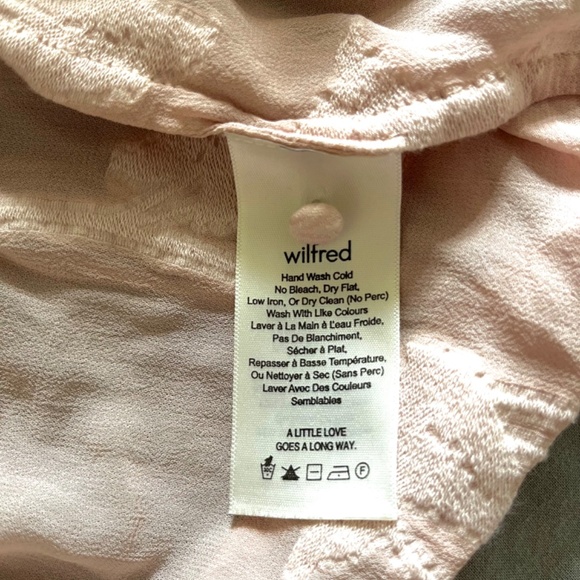 wilfred
Hand Wash Cold
No Bleach, Dry Flat,
Low Iron, Or Dry Clean (No Perc)
Wash With Like Colours
Laver à La Main à L'eau Froide,
Pas De Blanchiment,
Sécher à Plat,
Repasser à Basse Température,
Ou Nettoyer à Sec (Sans Perc)
Laver Avec Des Couleurs
Semblables
A LITTLE LOVE
GOES A LONG WAY.
F